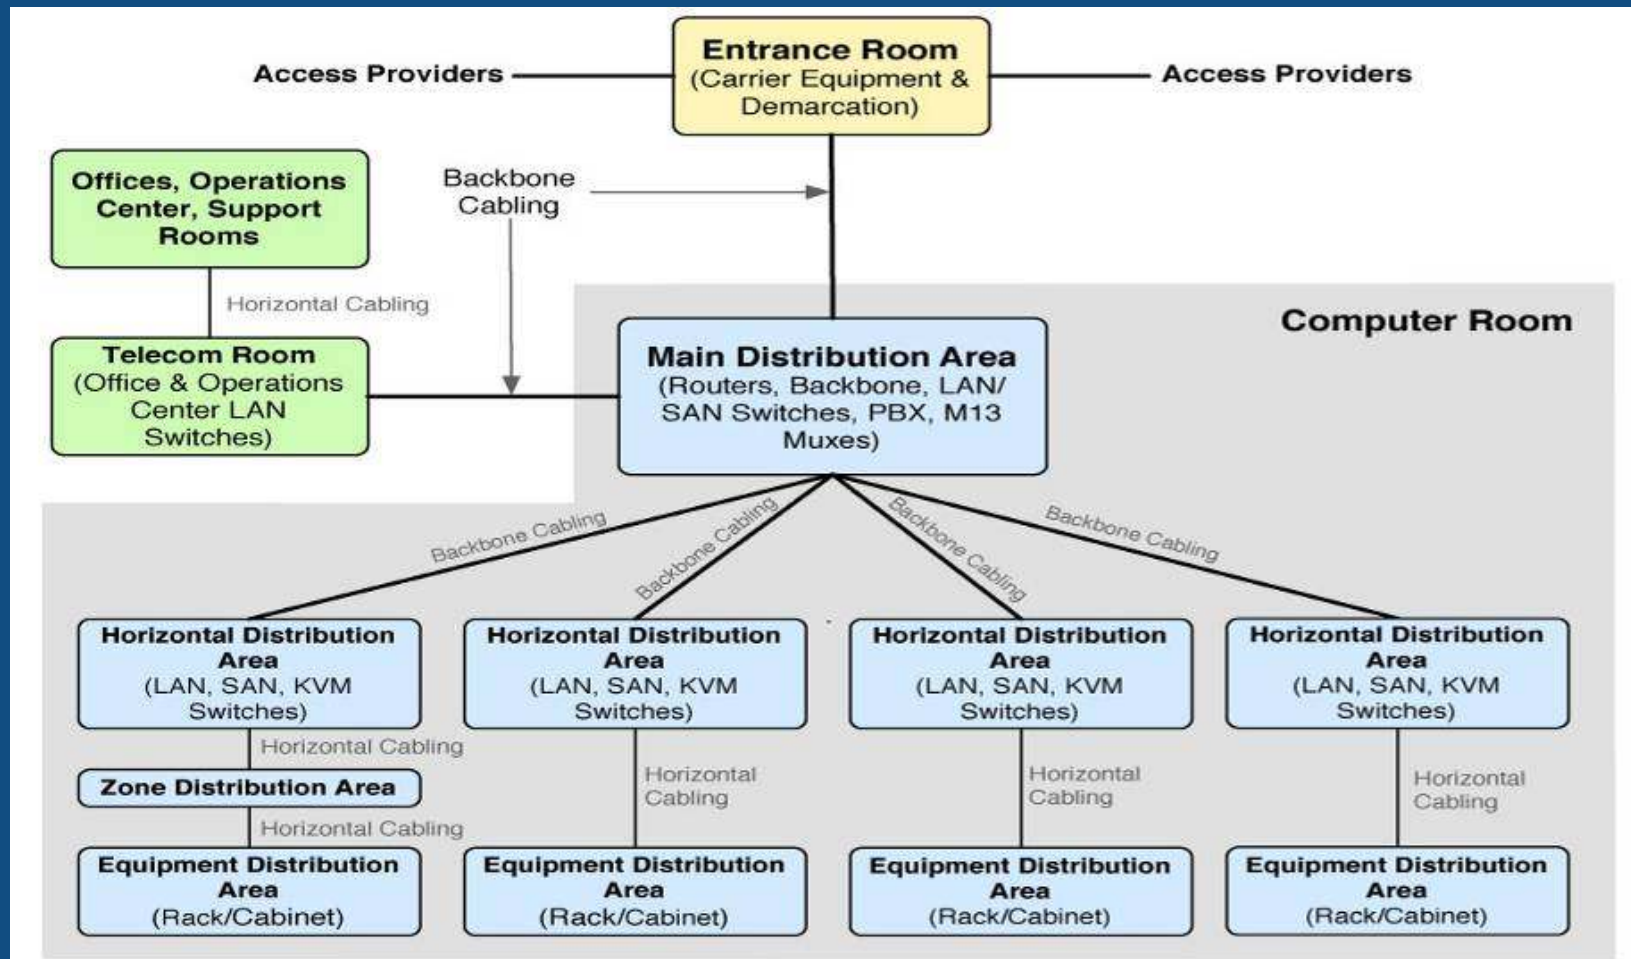 Entrance Room
(Carrier Equipment &
Demarcation)
Access Providers
Access Providers
Offices, Operations
Center, Support
Rooms
Backbone
Cabling
Horizontal Cabling
Computer Room
Telecom Room
(Office & Operations
Center LAN
Switches)
Main Distribution Area
(Routers, Backbone, LAN/
SAN Switches, PBX, M13
Muxes)
Backbone Cabling
Backbone Cabling
Backbone Cabling
Backbone Cabling
Horizontal Distribution
Area
(LAN, SAN, KVM
Switches)
Horizontal Distribution
Area
(LAN, SAN, KVM
Switches)
Horizontal Distribution
Area
(LAN, SAN, KVM
Switches)
Horizontal Distribution
Area
(LAN, SAN, KVM
Switches)
Horizontal Cabling
Zone Distribution Area
Horizontal Cabling
Horizontal
Cabling
Horizontal
Cabling
Horizontal
Cabling
Equipment Distribution
Area
(Rack/Cabinet)
Equipment Distribution
Area
(Rack/Cabinet)
Equipment Distribution
Area
(Rack/Cabinet)
Equipment Distribution
Area
(Rack/Cabinet)